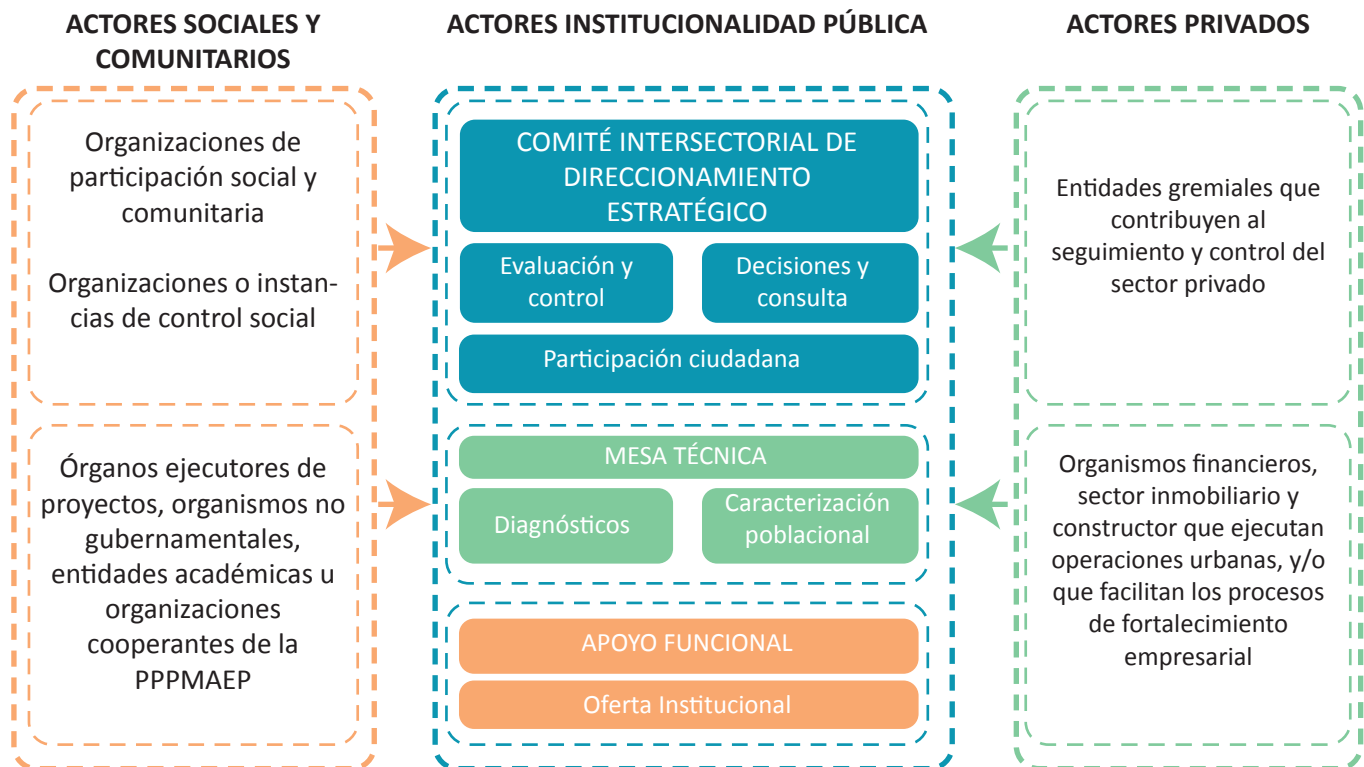 ACTORES SOCIALES Y
COMUNITARIOS
Organizaciones de
participación social y
comunitaria
Organizaciones o instan-
cias de control social
Órganos ejecutores de
proyectos, organismos no
gubernamentales,
entidades académicas u
organizaciones
cooperantes de la
PPPMAEP
ACTORES INSTITUCIONALIDAD PÚBLICA
COMITÉ INTERSECTORIAL DE
DIRECCIONAMIENTO
ESTRATÉGICO
Evaluación y
control
Decisiones y
consulta
Participación ciudadana
MESA TÉCNICA
Diagnósticos
Caracterización
poblacional
APOYO FUNCIONAL
Oferta Institucional
ACTORES PRIVADOS
Entidades gremiales que
contribuyen al
seguimiento y control del
sector privado
Organismos financieros,
sector inmobiliario y
constructor que ejecutan
operaciones urbanas, y/o
que facilitan los procesos
de fortalecimiento
empresarial